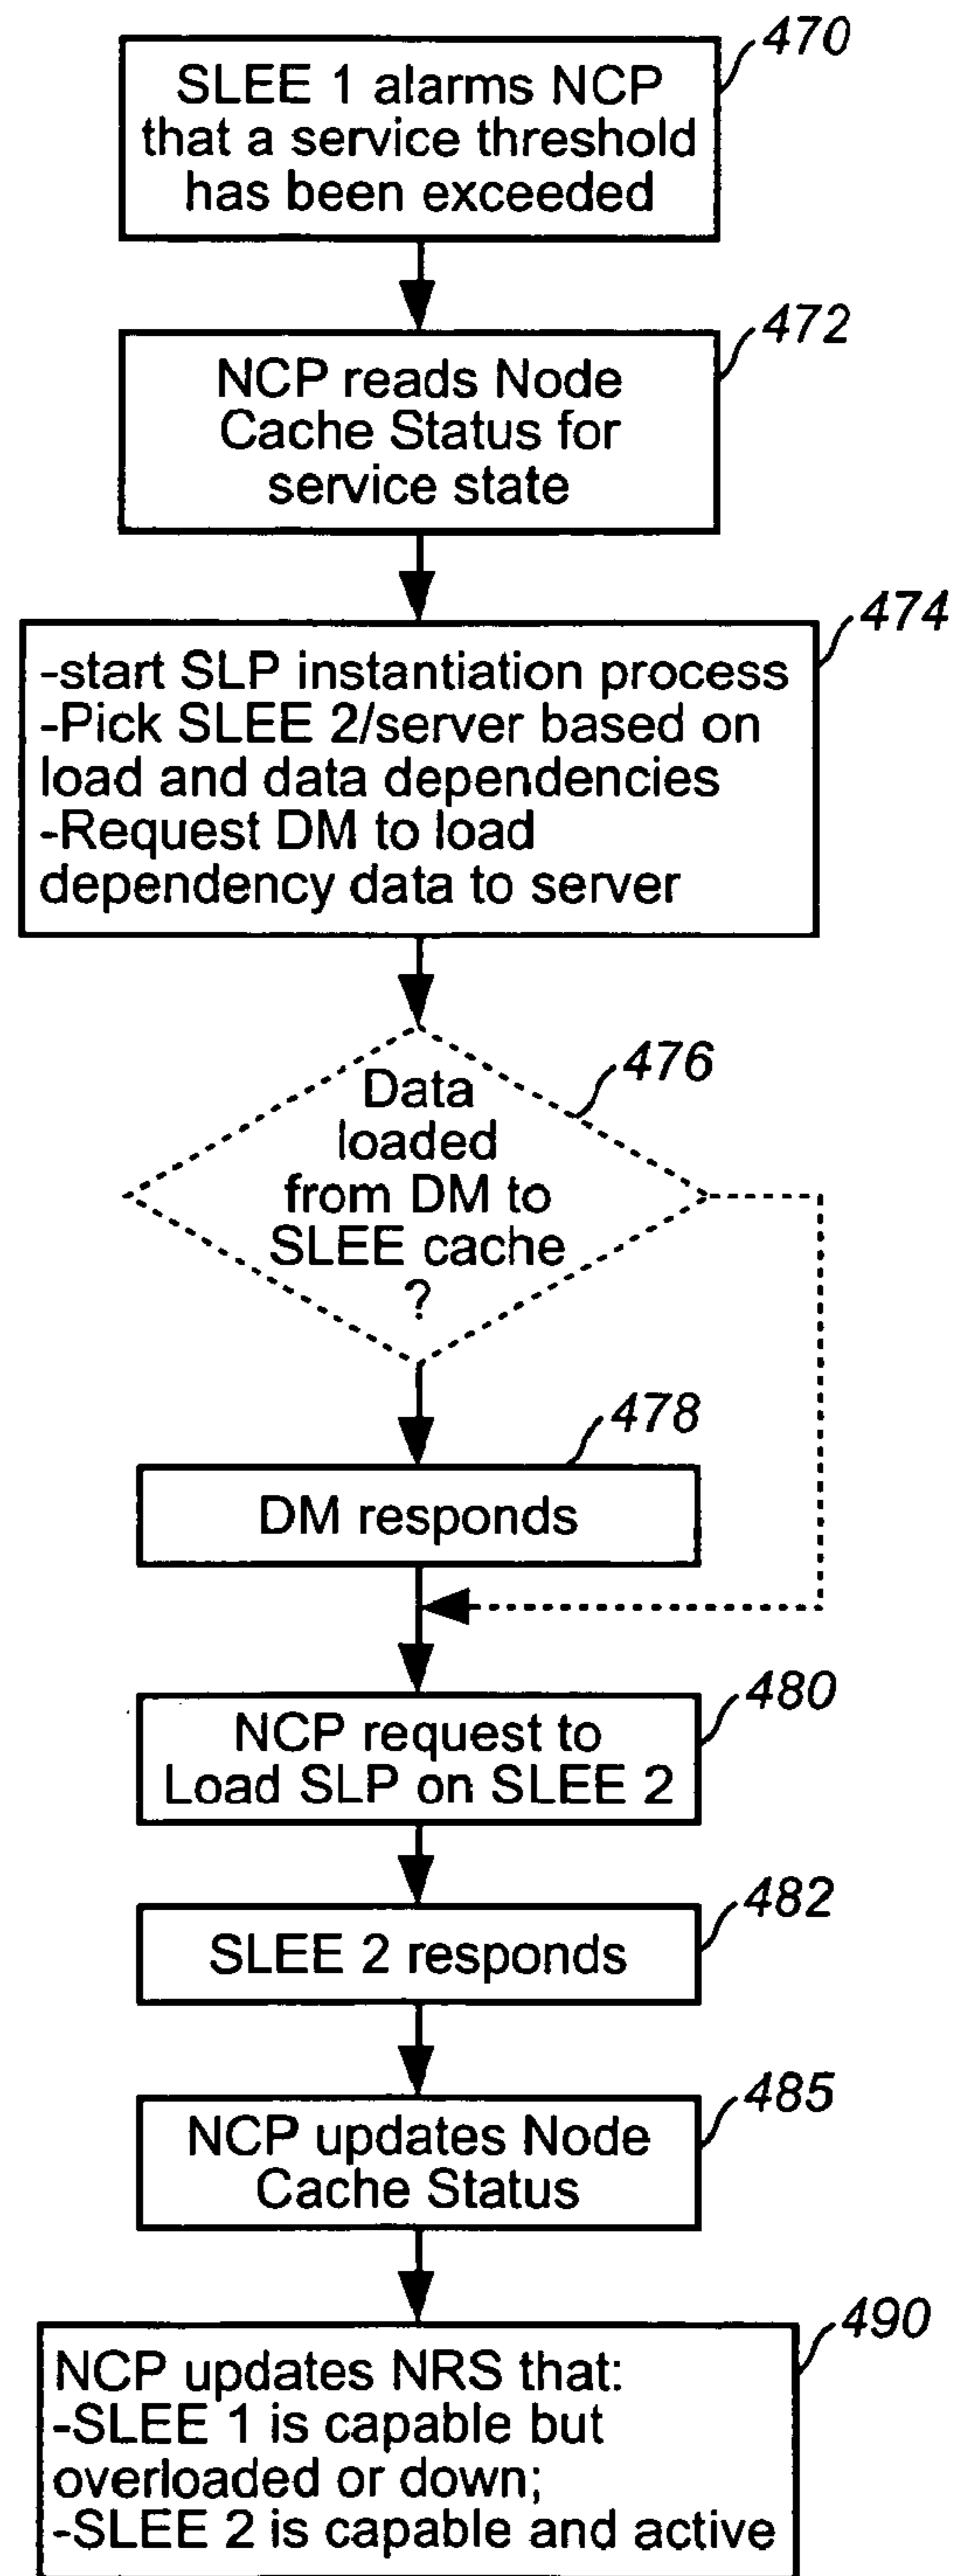 470
SLEE 1 alarms NCP
that a service threshold
has been exceeded
472
NCP reads Node
Cache Status for
service state
474
-start SLP instantiation process
-Pick SLEE 2/server based on
load and data dependencies
-Request DM to load
dependency data to server
476
Data
loaded
from DM to
SLEE cache
?
478
DM responds
480
NCP request to
Load SLP on SLEE 2
482
SLEE 2 responds
485
NCP updates Node
Cache Status
490
NCP updates NRS that:
-SLEE 1 is capable but
overloaded or down;
-SLEE 2 is capable and active